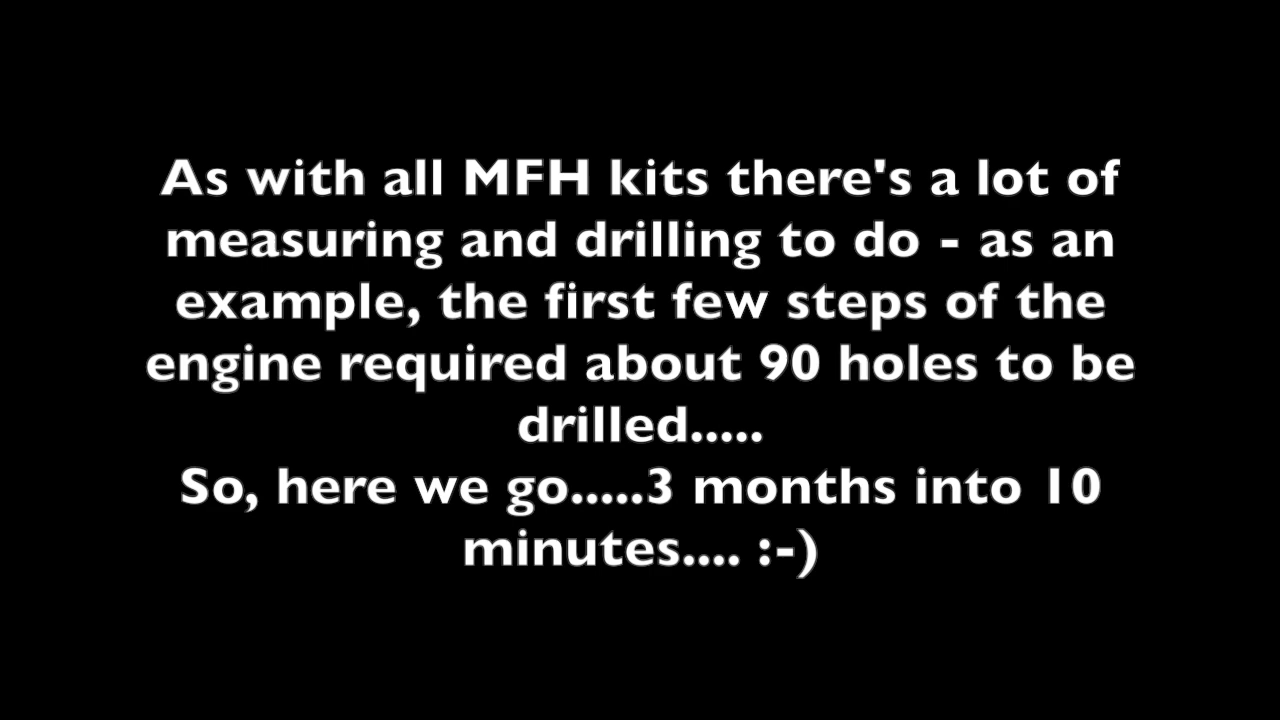 As with all MFH kits there's a lot of
measuring and drilling to do - as an
example, the first few steps of the
engine required about 90 holes to be
drilled.....
So, here we go.....3 months into 10
minutes.... :-)